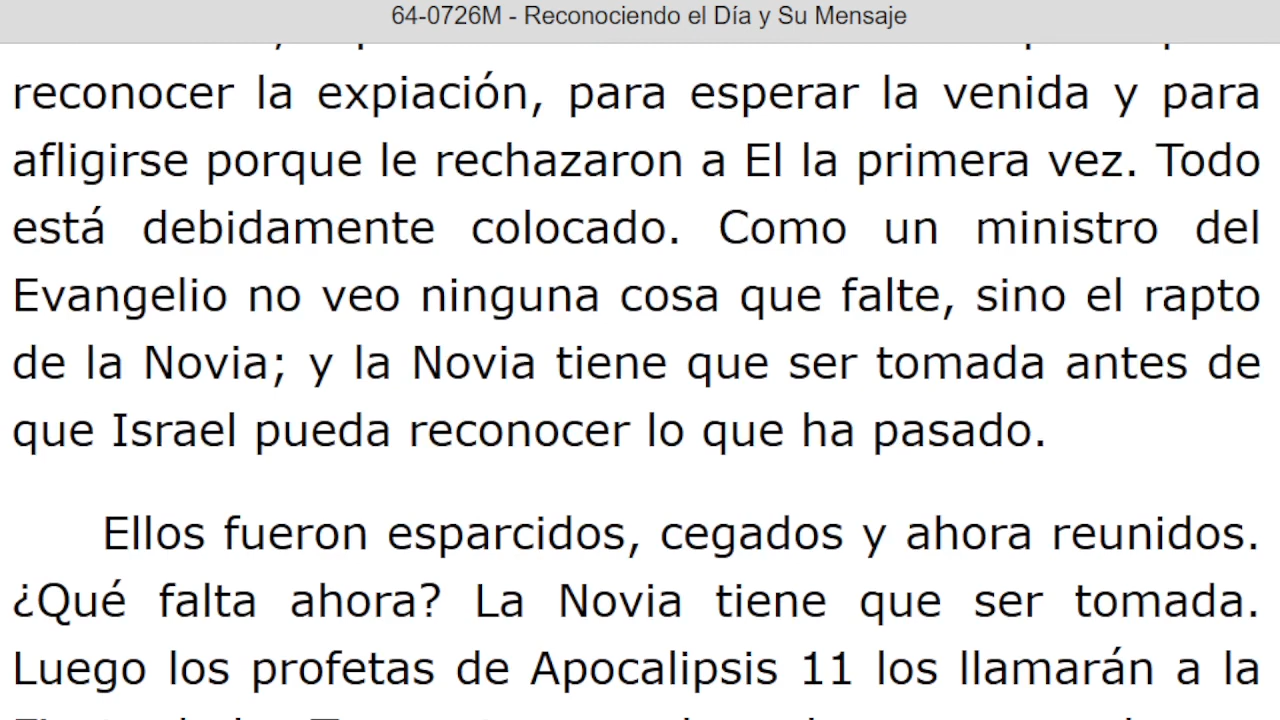 64-0726M - Reconociendo el Día y Su Mensaje
reconocer la expiación, para esperar la venida y para
afligirse porque le rechazaron a El la primera vez. Todo
está debidamente colocado. Como un ministro del
Evangelio no veo ninguna cosa que falte, sino el rapto
de la Novia; y la Novia tiene que ser tomada antes de
que Israel pueda reconocer lo que ha pasado.
Ellos fueron esparcidos, cegados y ahora reunidos.
¿Qué falta ahora? La Novia tiene que ser tomada.
Luego los profetas de Apocalipsis 11 los llamarán a la